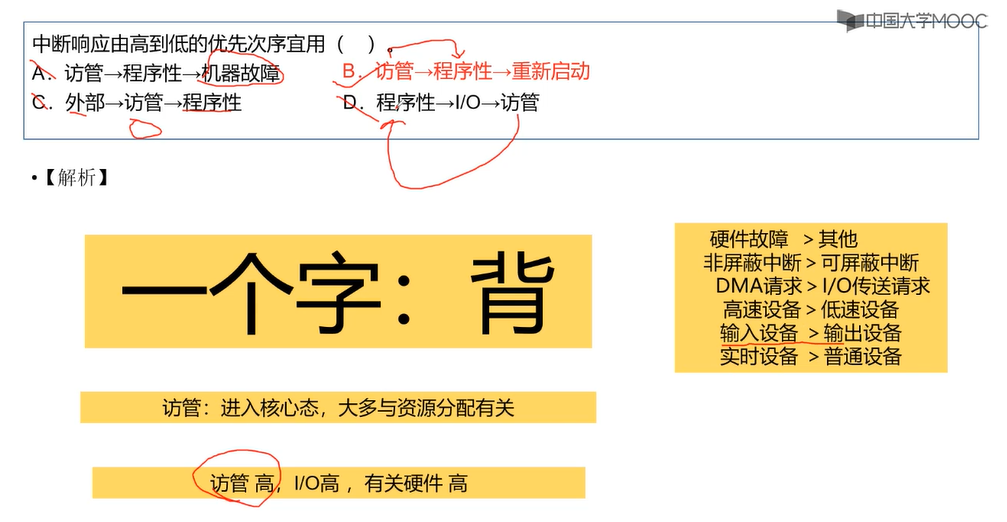 中国大学MOOC
中断响应由高到低的优先次序宜用（ ）。
A．访管→程序性→机器故障
B．访管→程序性→重新启动
C．外部→访管→程序性
D．程序性→I/O→访管
•【解析】
一个字：背
硬件故障 ＞其他
非屏蔽中断＞可屏蔽中断
DMA请求＞I/O传送请求
高速设备＞低速设备
输入设备 ＞输出设备
实时设备 ＞普通设备
访管：进入核心态，大多与资源分配有关
访管 高，I/O高 ，有关硬件 高